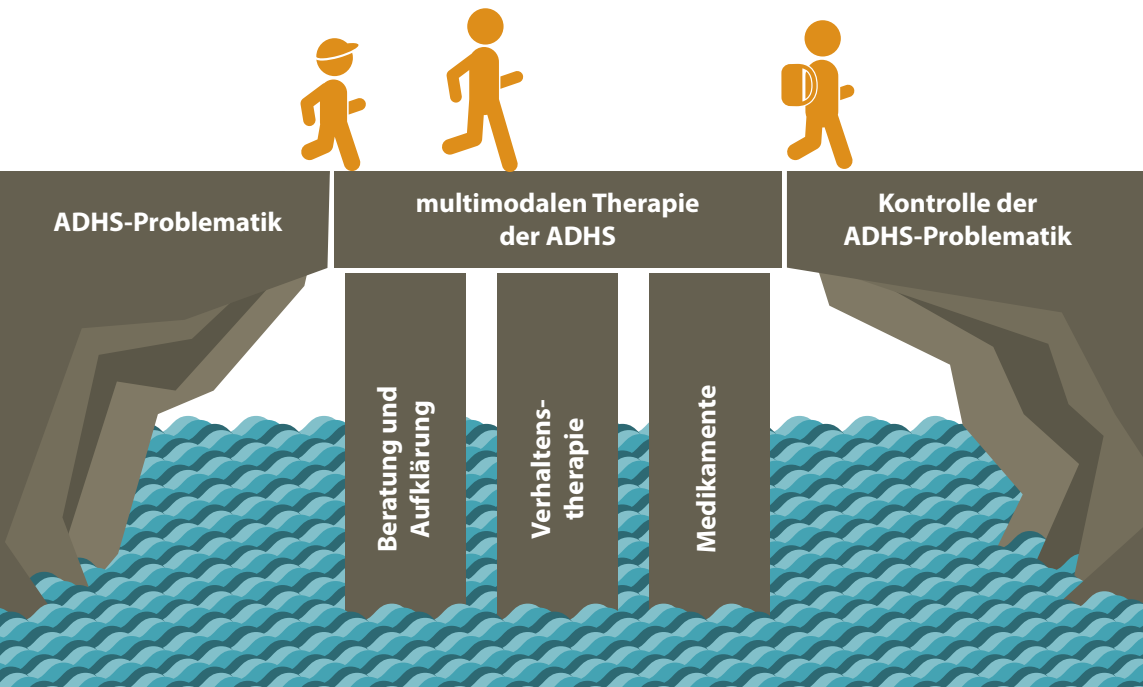 ADHS-Problematik
multimodalen Therapie
der ADHS
Kontrolle der
ADHS-Problematik
Beratung und
Aufklärung
Verhaltens-
therapie
Medikamente